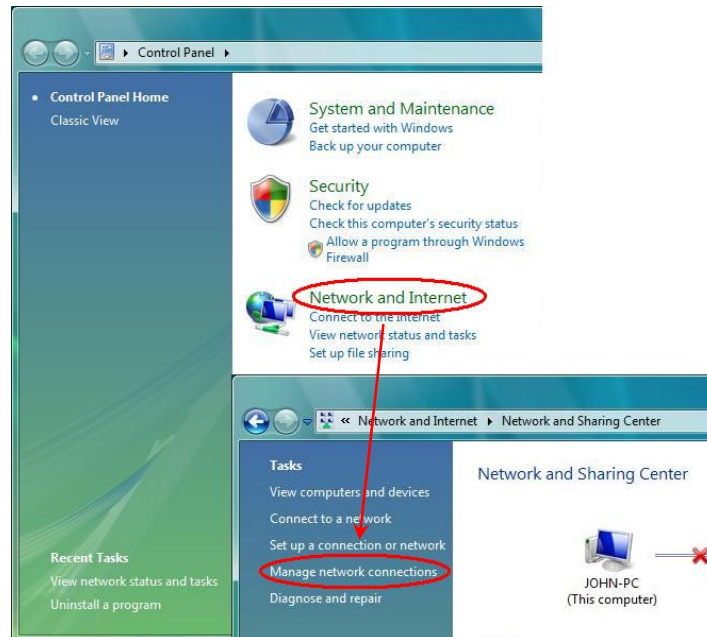 Control Panel
Control Panel Home
Classic View
System and Maintenance
Get started with Windows
Back up your computer
Security
Check for updates
Check this computer's security status
Allow a program through Windows
Firewall
Network and Internet
Connect to the Internet
View network status and tasks
Set up file sharing
Recent Tasks
View network status and tasks
Uninstall a program
« Network and Internet Network and Sharing Center
Tasks
View computers and devices
Connect to a network
Set up a connection or network
Manage network connections
Diagnose and repair
Network and Sharing Center
JOHN-PC
(This computer)